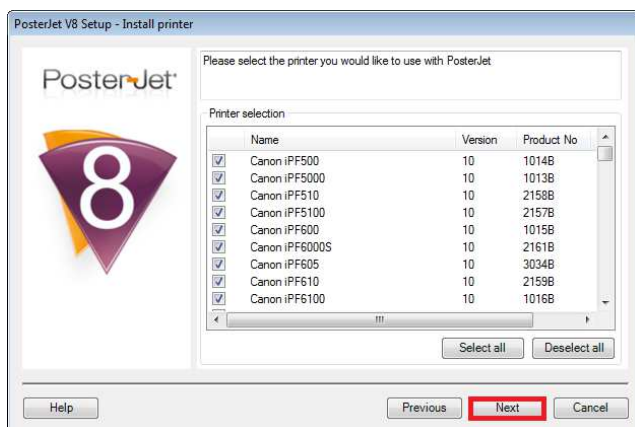 PosterJet V8 Setup - Install printer
PosterJet
8
Please select the printer you would like to use with PosterJet
Printer selection
Name Version Product No
Canon iPF500 10 1014B
Canon iPF5000 10 1013B
Canon iPF510 10 2158B
Canon iPF5100 10 2157B
Canon iPF600 10 1015B
Canon iPF6000S 10 2161B
Canon iPF605 10 3034B
Canon iPF610 10 2159B
Canon iPF6100 10 1016B
Select all Deselect all
Help Previous Next Cancel